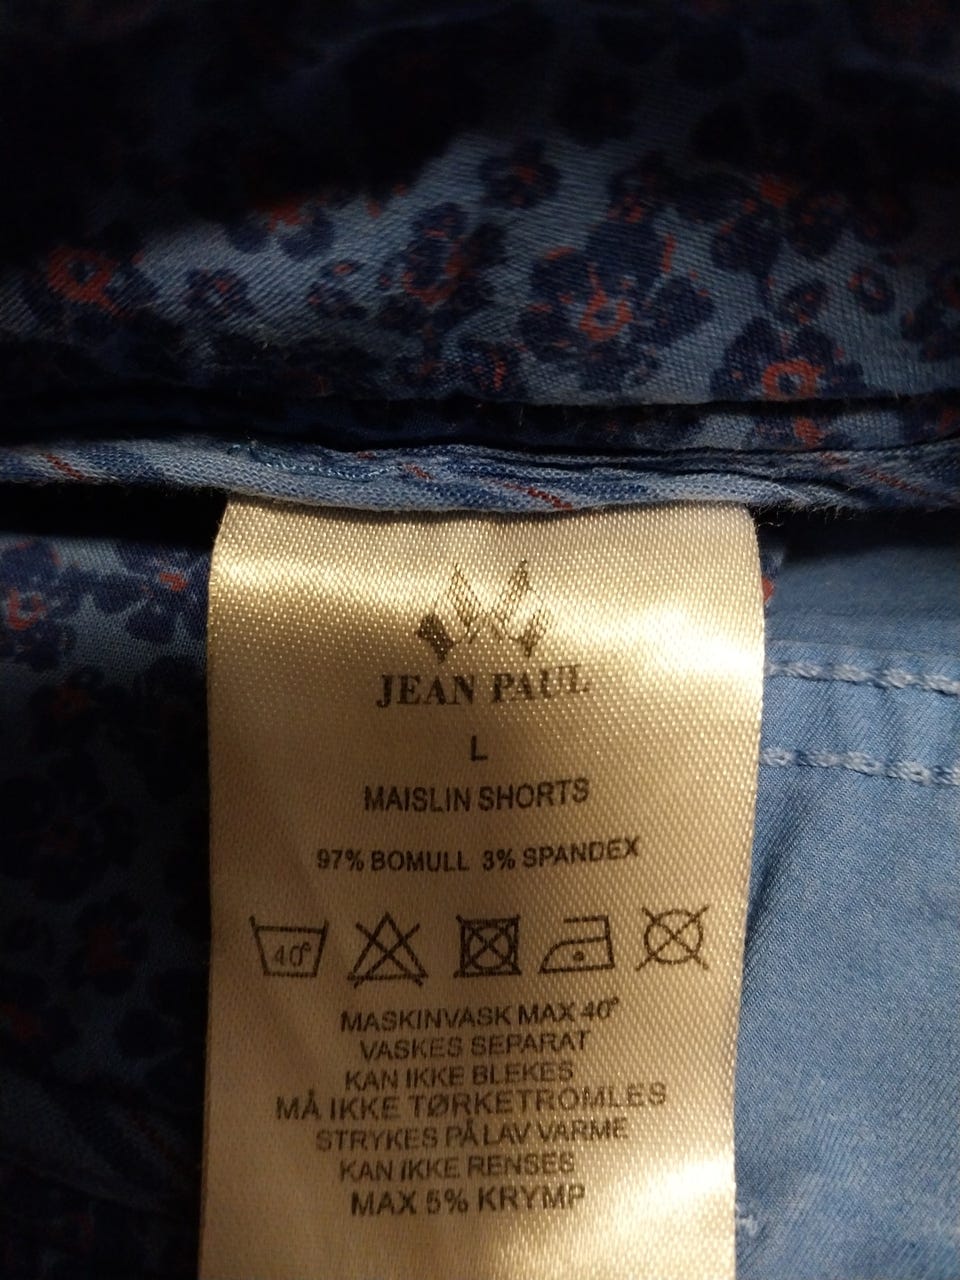 JEAN PAUL
L
MAISLIN SHORTS
97% BOMULL 3% SPANDEX
40°
MASKINVASK MAX 40°
VASKES SEPARAT
KAN IKKE BLEKES
MÅ IKKE TØRKETROMLES
STRYKES PÅ LAV VARME
KAN IKKE RENSES
MAX 5% KRYMP